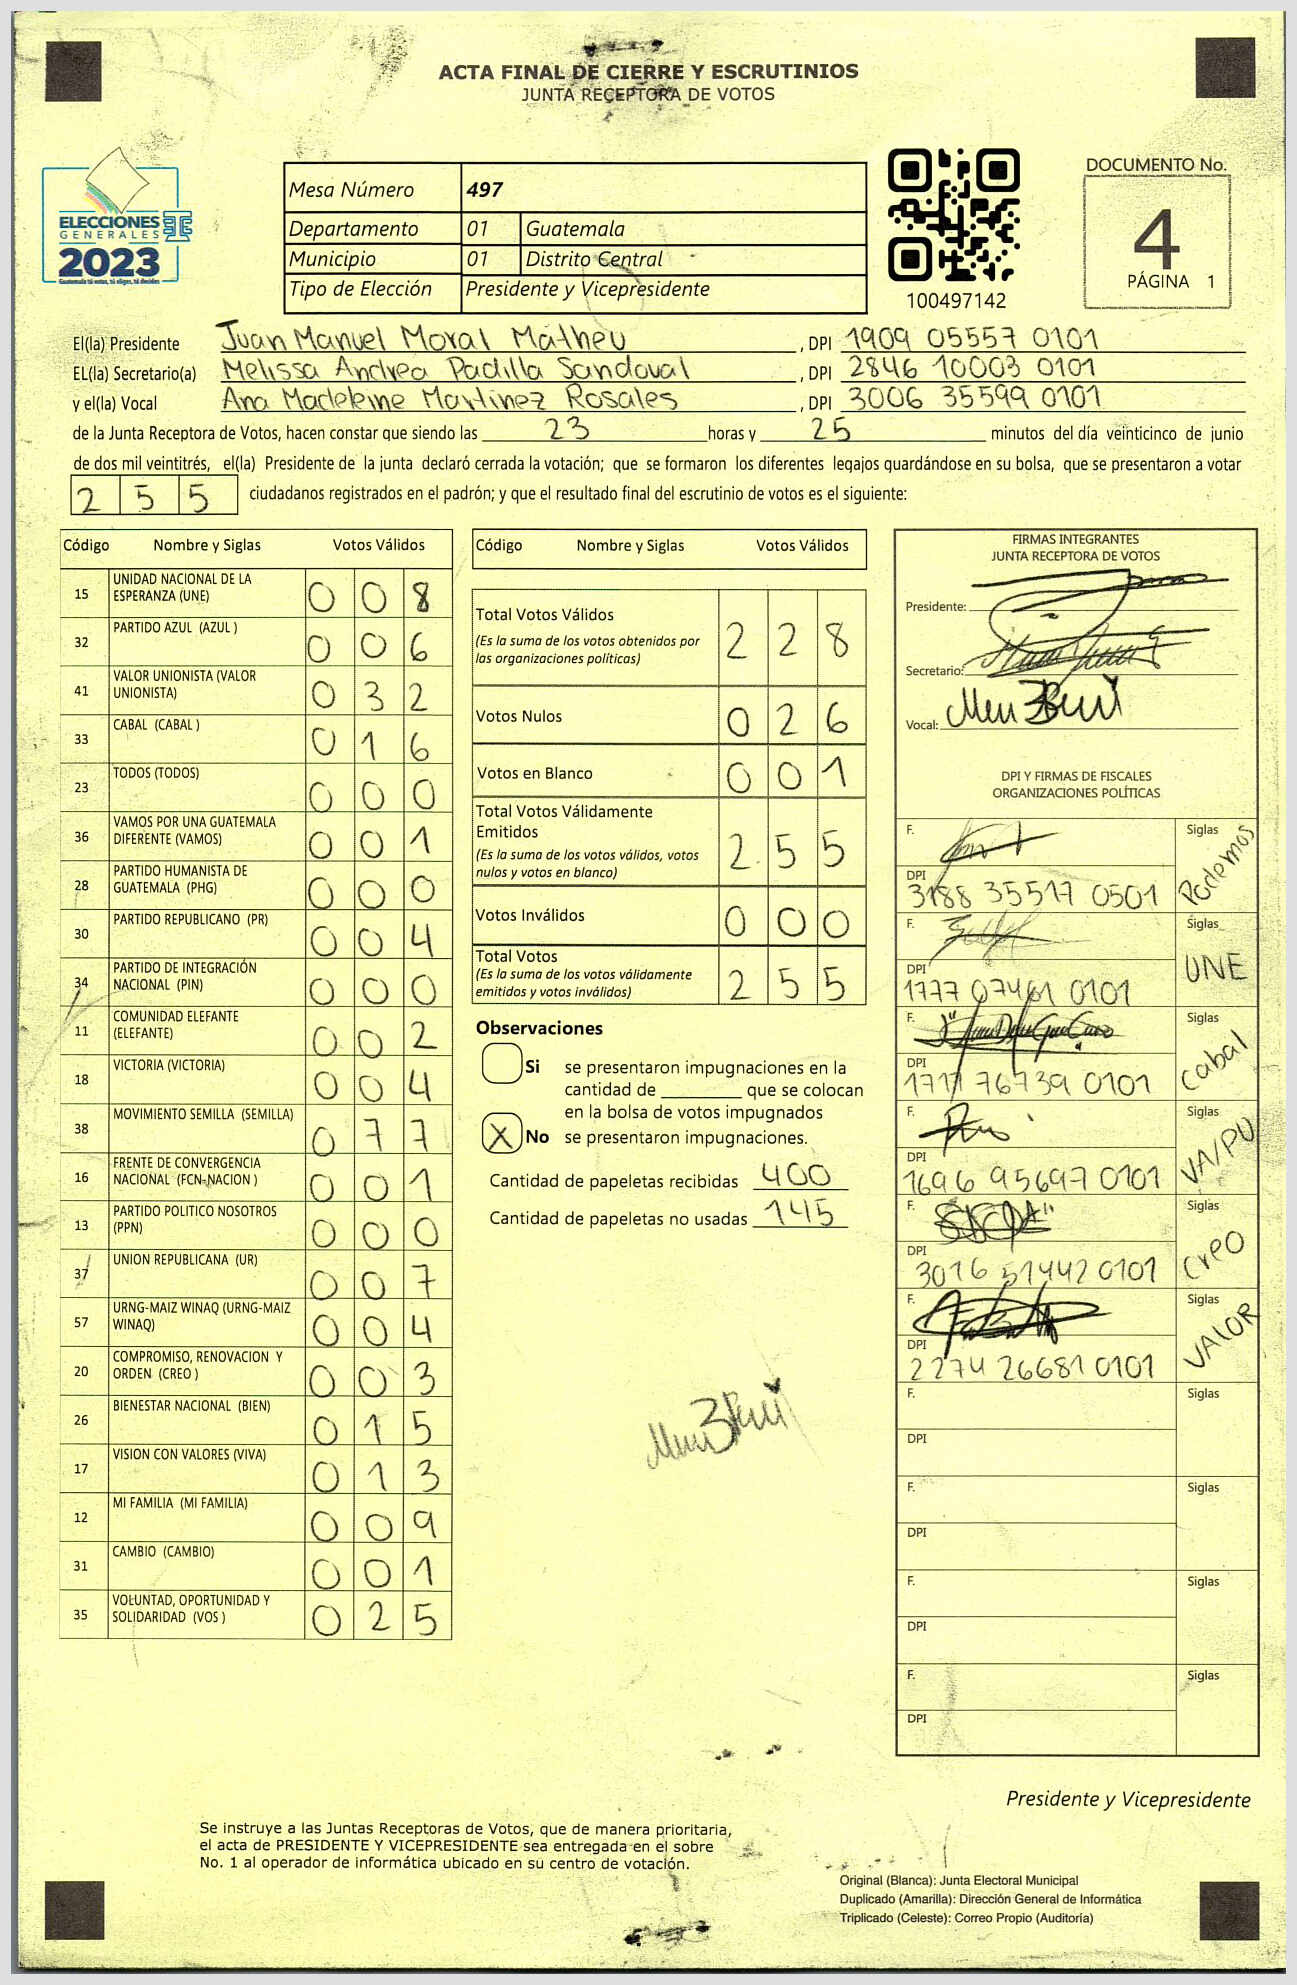 ACTA FINAL DE CIERRE Y ESCRUTINIOS
JUNTA RECEPTORA DE VOTOS
ELECCIONES
GENERALES
2023
Guatemala tú votas, tú eliges, tú decides
Mesa Número 497
Departamento 01 Guatemala
Municipio 01 Distrito Central
Tipo de Elección Presidente y Vicepresidente
100497142
DOCUMENTO No.
4
PÁGINA 1
El(la) Presidente Juan Manuel Moral Matheu, DPI 1909 05557 0101
EL(la) Secretario(a) Melissa Andrea Padilla Sandoval, DPI 2846 10003 0101
y el(la) Vocal Ana Madeleine Martinez Rosales, DPI 3006 35599 0101
de la Junta Receptora de Votos, hacen constar que siendo las 23 horas y 25 minutos del día veinticinco de junio
de dos mil veintitrés, el(la) Presidente de la junta declaró cerrada la votación; que se formaron los diferentes legajos guardándose en su bolsa, que se presentaron a votar
255 ciudadanos registrados en el padrón; y que el resultado final del escrutinio de votos es el siguiente:
Código Nombre y Siglas Votos Válidos
15 UNIDAD NACIONAL DE LA ESPERANZA (UNE) 0 0 8
32 PARTIDO AZUL (AZUL ) 0 0 6
41 VALOR UNIONISTA (VALOR UNIONISTA) 0 3 2
33 CABAL (CABAL ) 0 1 6
23 TODOS (TODOS) 0 0 0
36 VAMOS POR UNA GUATEMALA DIFERENTE (VAMOS) 0 0 1
28 PARTIDO HUMANISTA DE GUATEMALA (PHG) 0 0 0
30 PARTIDO REPUBLICANO (PR) 0 0 4
34 PARTIDO DE INTEGRACIÓN NACIONAL (PIN) 0 0 0
11 COMUNIDAD ELEFANTE (ELEFANTE) 0 0 2
18 VICTORIA (VICTORIA) 0 0 4
38 MOVIMIENTO SEMILLA (SEMILLA) 0 7 7
16 FRENTE DE CONVERGENCIA NACIONAL (FCN-NACION ) 0 0 1
13 PARTIDO POLITICO NOSOTROS (PPN) 0 0 0
37 UNION REPUBLICANA (UR) 0 0 7
57 URNG-MAIZ WINAQ (URNG-MAIZ WINAQ) 0 0 4
20 COMPROMISO, RENOVACION Y ORDEN (CREO ) 0 0 3
26 BIENESTAR NACIONAL (BIEN) 0 1 5
17 VISION CON VALORES (VIVA) 0 1 3
12 MI FAMILIA (MI FAMILIA) 0 0 9
31 CAMBIO (CAMBIO) 0 0 1
35 VOLUNTAD, OPORTUNIDAD Y SOLIDARIDAD (VOS ) 0 2 5
Código Nombre y Siglas Votos Válidos
Total Votos Válidos 2 2 8
(Es la suma de los votos obtenidos por
las organizaciones políticas)
Votos Nulos 0 2 6
Votos en Blanco 0 0 1
Total Votos Válidamente
Emitidos 2 5 5
(Es la suma de los votos válidos, votos
nulos y votos en blanco)
Votos Inválidos 0 0 0
Total Votos 2 5 5
(Es la suma de los votos válidamente
emitidos y votos inválidos)
Observaciones
Si se presentaron impugnaciones en la
cantidad de ________ que se colocan
en la bolsa de votos impugnados
X No se presentaron impugnaciones.
Cantidad de papeletas recibidas 400
Cantidad de papeletas no usadas 145
FIRMAS INTEGRANTES
JUNTA RECEPTORA DE VOTOS
Presidente:
Secretario:
Vocal:
DPI Y FIRMAS DE FISCALES
ORGANIZACIONES POLÍTICAS
F. Siglas Podemos
DPI 3188 35517 0501
F. Siglas UNE
DPI 1777 07461 0101
F. Siglas Cabal
DPI 1717 76739 0101
F. Siglas VA/PU
DPI 1696 95697 0101
F. Siglas CREO
DPI 3016 51442 0101
F. Siglas VALOR
DPI 2274 26681 0101
F. Siglas
DPI
F. Siglas
DPI
F. Siglas
DPI
F. Siglas
DPI
Presidente y Vicepresidente
Se instruye a las Juntas Receptoras de Votos, que de manera prioritaria,
el acta de PRESIDENTE Y VICEPRESIDENTE sea entregada en el sobre
No. 1 al operador de informática ubicado en su centro de votación.
Original (Blanca): Junta Electoral Municipal
Duplicado (Amarilla): Dirección General de Informática
Triplicado (Celeste): Correo Propio (Auditoría)